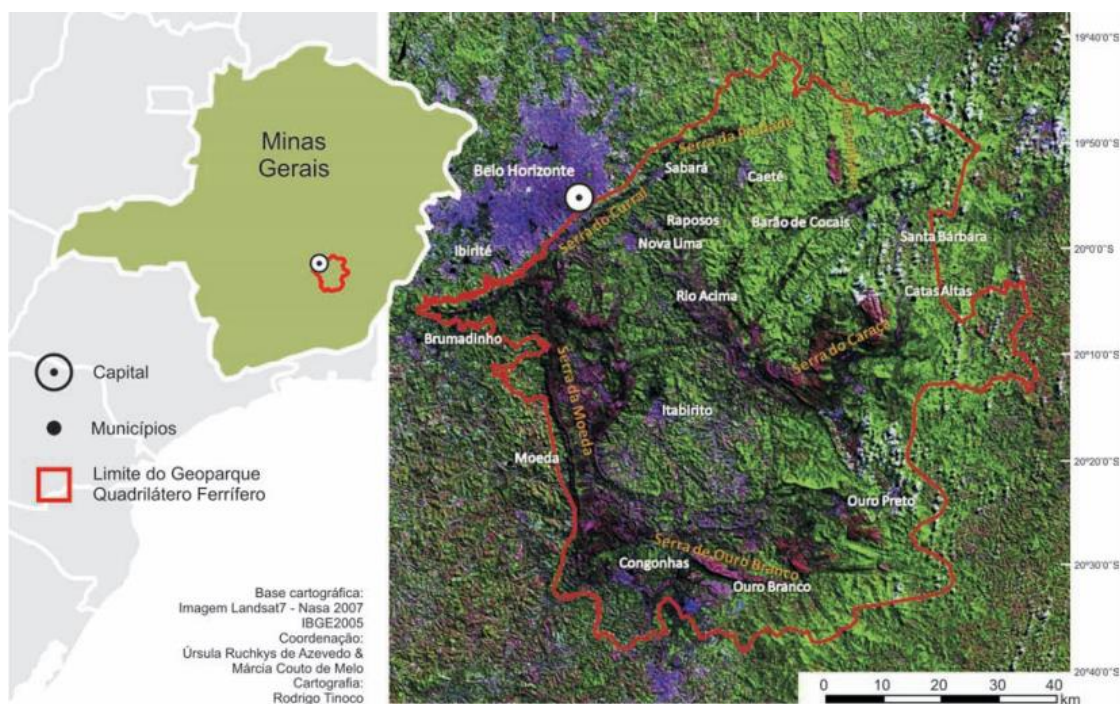 Minas
Gerais
Capital
Municípios
Limite do Geoparque
Quadrilátero Ferrífero
Base cartográfica:
Imagem Landsat7 - Nasa 2007
IBGE2005
Coordenação:
Úrsula Ruchkys de Azevedo &
Márcia Couto de Melo
Cartografia:
Rodrigo Tinoco
Belo Horizonte
Ibirité
Brumadinho
Serra do Curral
Serra da Piedade
Sabará
Caeté
Raposos
Nova Lima
Barão de Cocais
Santa Bárbara
Rio Acima
Catas Altas
Serra do Caraça
Serra da Moeda
Itabirito
Moeda
Ouro Preto
Serra de Ouro Branco
Congonhas
Ouro Branco
19°40'0"S
19°50'0"S
20°0'0"S
20°10'0"S
20°20'0"S
20°30'0"S
20°40'0"S
0 10 20 30 40
km